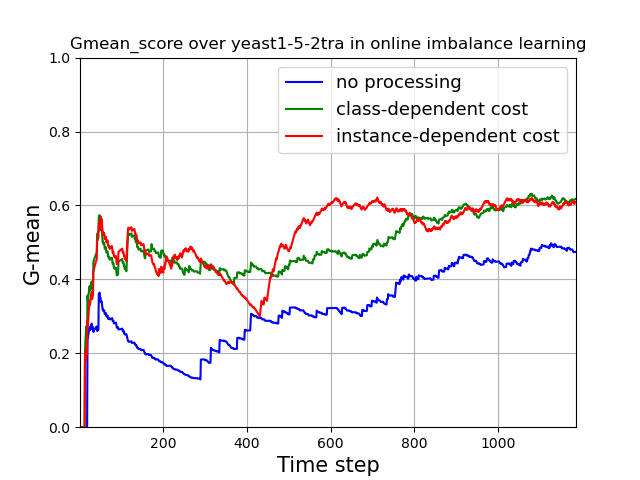 Gmean_score over yeast1-5-2tra in online imbalance learning
no processing
class-dependent cost
instance-dependent cost
G-mean
1.0
0.8
0.6
0.4
0.2
0.0
200
400
600
800
1000
Time step